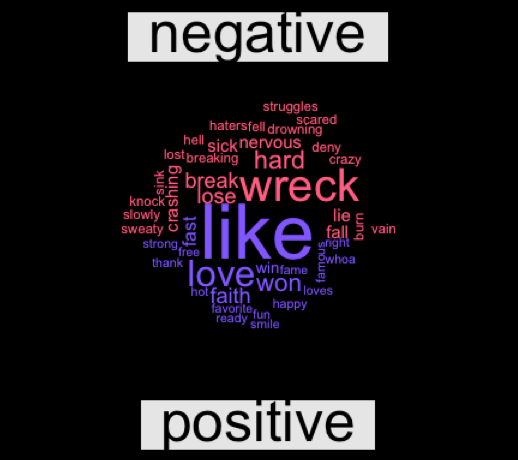 negative
struggles
scared
haters fell drowning
hell sick nervous deny
lost breaking hard crazy
sink crashing break wreck
knock lose
slowly lie burn
sweaty like fall vain
strong fast famous right
free whoa
thank love win fame
hot faith won loves
favorite happy
ready fun
smile
positive